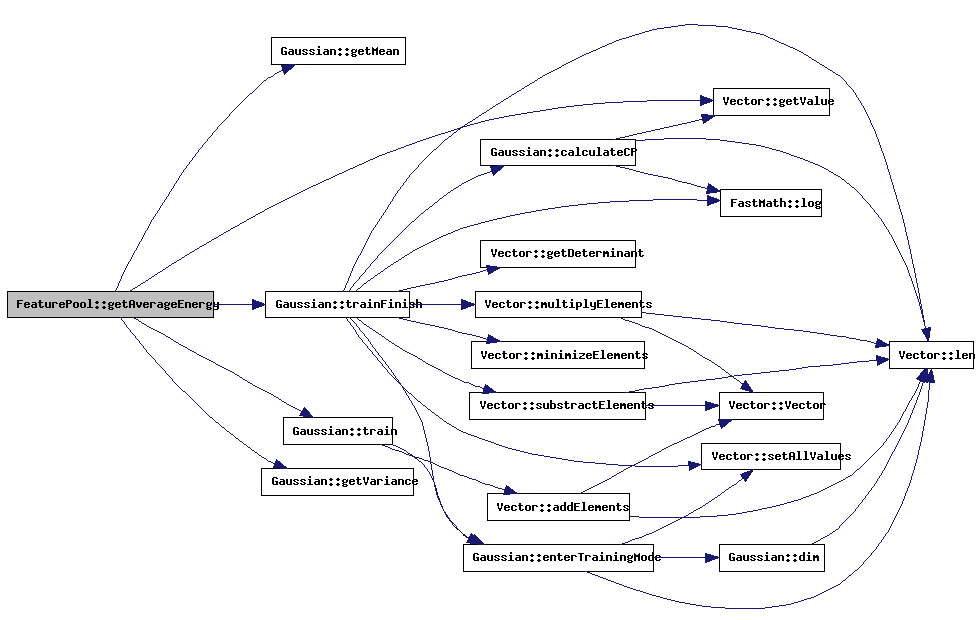 Gaussian::getMean
Vector::getValue
Gaussian::calculateCP
FastMath::log
Vector::getDeterminant
FeaturePool::getAverageEnergy
Gaussian::trainFinish
Vector::multiplyElements
Vector::minimizeElements
Vector::len
Vector::substractElements
Vector::Vector
Gaussian::train
Vector::setAllValues
Gaussian::getVariance
Vector::addElements
Gaussian::enterTrainingMode
Gaussian::dim